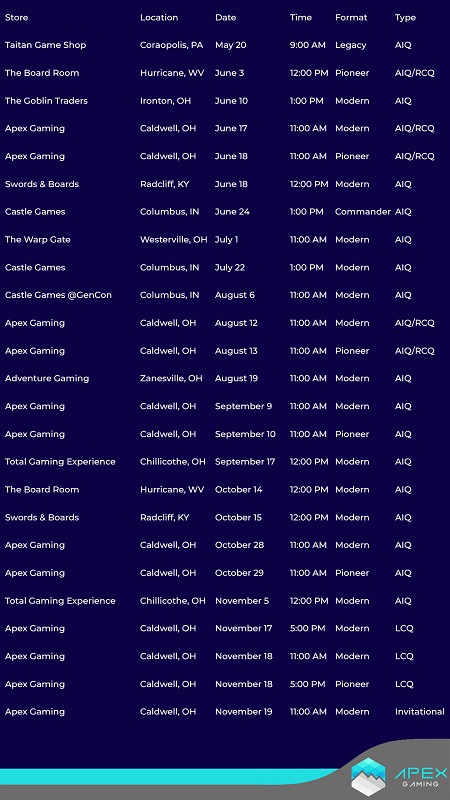 Store Location Date Time Format Type
Taitan Game Shop Coraopolis, PA May 20 9:00 AM Legacy AIQ
The Board Room Hurricane, WV June 3 12:00 PM Pioneer AIQ/RCQ
The Goblin Traders Ironton, OH June 10 1:00 PM Modern AIQ
Apex Gaming Caldwell, OH June 17 11:00 AM Modern AIQ/RCQ
Apex Gaming Caldwell, OH June 18 11:00 AM Pioneer AIQ/RCQ
Swords & Boards Radcliff, KY June 18 12:00 PM Modern AIQ
Castle Games Columbus, IN June 24 1:00 PM Commander AIQ
The Warp Gate Westerville, OH July 1 11:00 AM Modern AIQ
Castle Games Columbus, IN July 22 1:00 PM Modern AIQ
Castle Games @GenCon Columbus, IN August 6 11:00 AM Modern AIQ
Apex Gaming Caldwell, OH August 12 11:00 AM Modern AIQ/RCQ
Apex Gaming Caldwell, OH August 13 11:00 AM Pioneer AIQ/RCQ
Adventure Gaming Zanesville, OH August 19 11:00 AM Modern AIQ
Apex Gaming Caldwell, OH September 9 11:00 AM Modern AIQ
Apex Gaming Caldwell, OH September 10 11:00 AM Pioneer AIQ
Total Gaming Experience Chillicothe, OH September 17 12:00 PM Modern AIQ
The Board Room Hurricane, WV October 14 12:00 PM Modern AIQ
Swords & Boards Radcliff, KY October 15 12:00 PM Modern AIQ
Apex Gaming Caldwell, OH October 28 11:00 AM Modern AIQ
Apex Gaming Caldwell, OH October 29 11:00 AM Pioneer AIQ
Total Gaming Experience Chillicothe, OH November 5 12:00 PM Modern AIQ
Apex Gaming Caldwell, OH November 17 5:00 PM Modern LCQ
Apex Gaming Caldwell, OH November 18 11:00 AM Modern LCQ
Apex Gaming Caldwell, OH November 18 5:00 PM Pioneer LCQ
Apex Gaming Caldwell, OH November 19 11:00 AM Modern Invitational
APEX
GAMING